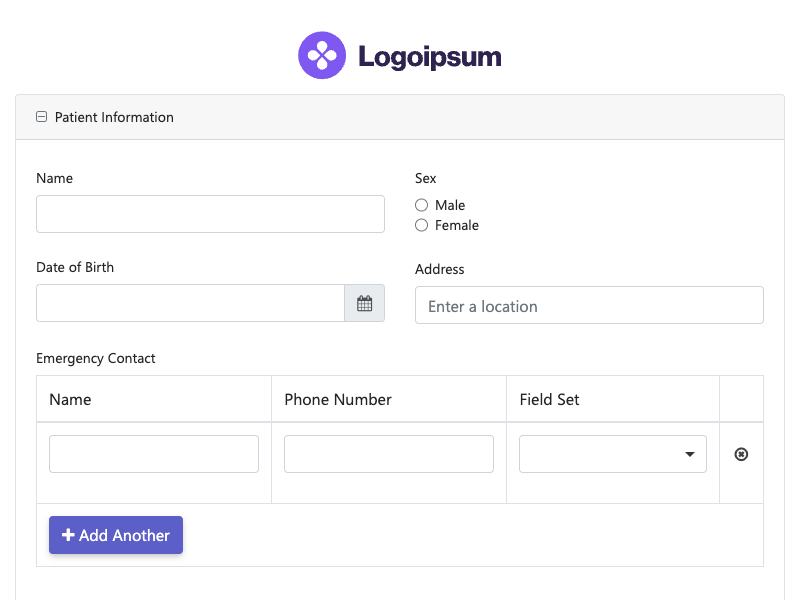 Logoipsum
Patient Information
Name
Sex
Male
Female
Date of Birth
Address
Enter a location
Emergency Contact
Name Phone Number Field Set
Add Another